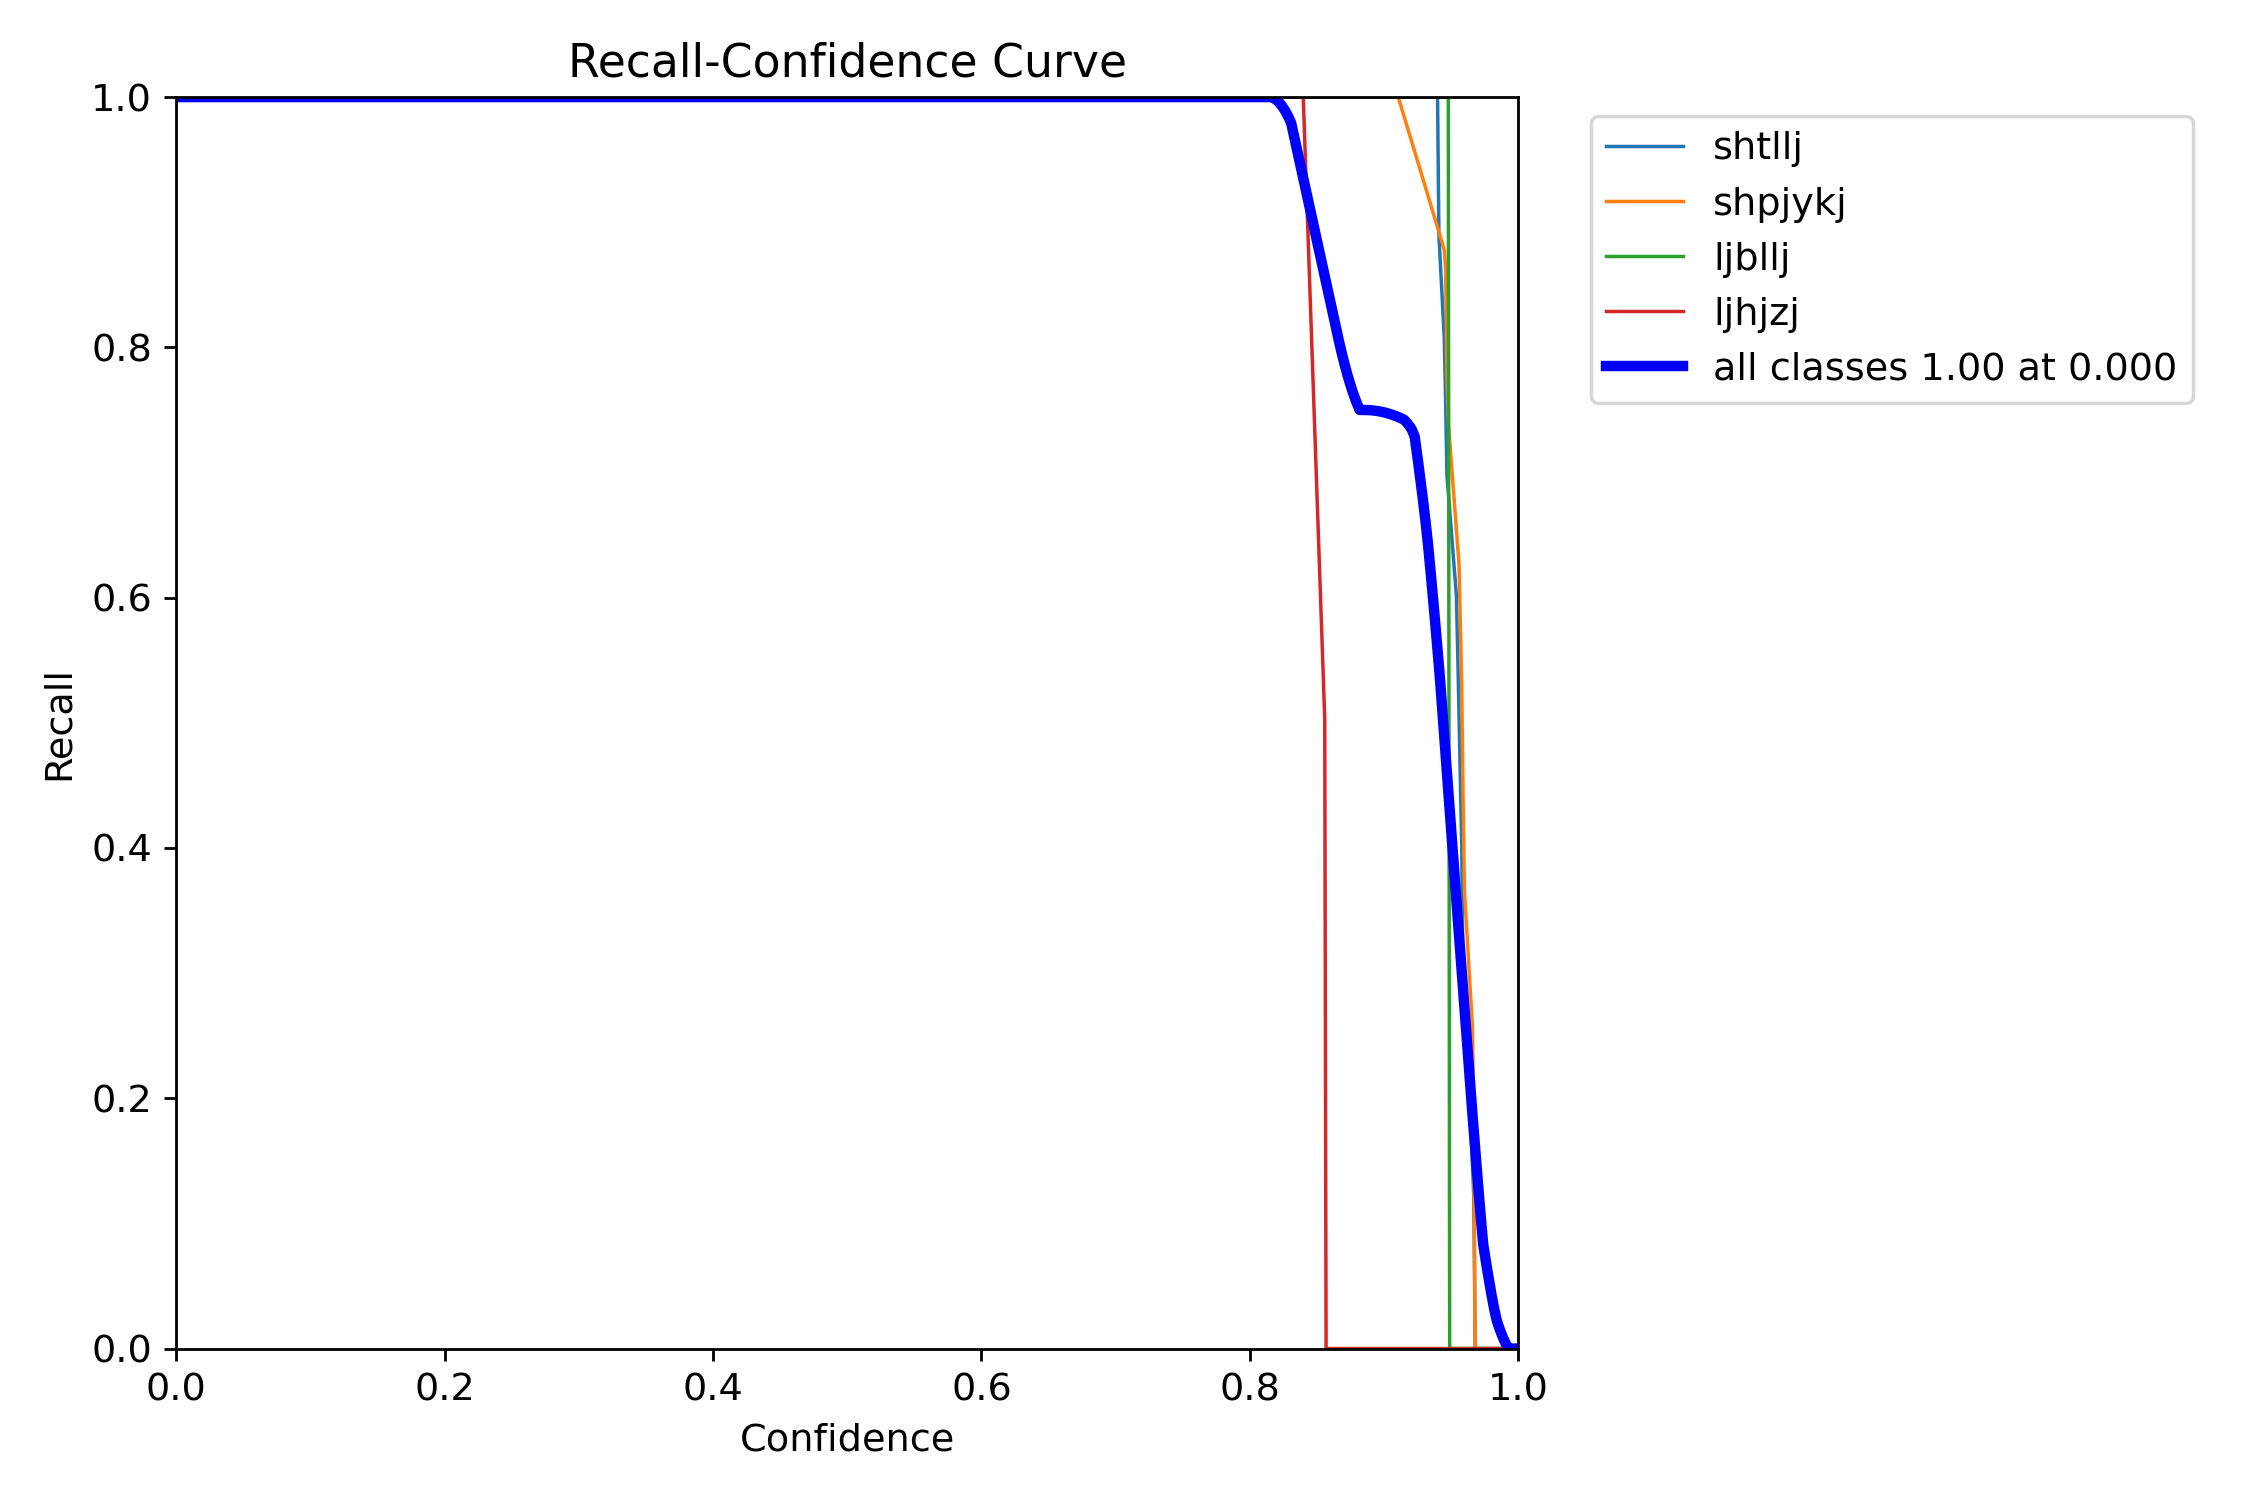 Recall-Confidence Curve
1.0
0.8
0.6
0.4
0.2
0.0
Recall
0.0 0.2 0.4 0.6 0.8 1.0
Confidence
shtllj
shpjykj
ljbllj
ljhjzj
all classes 1.00 at 0.000